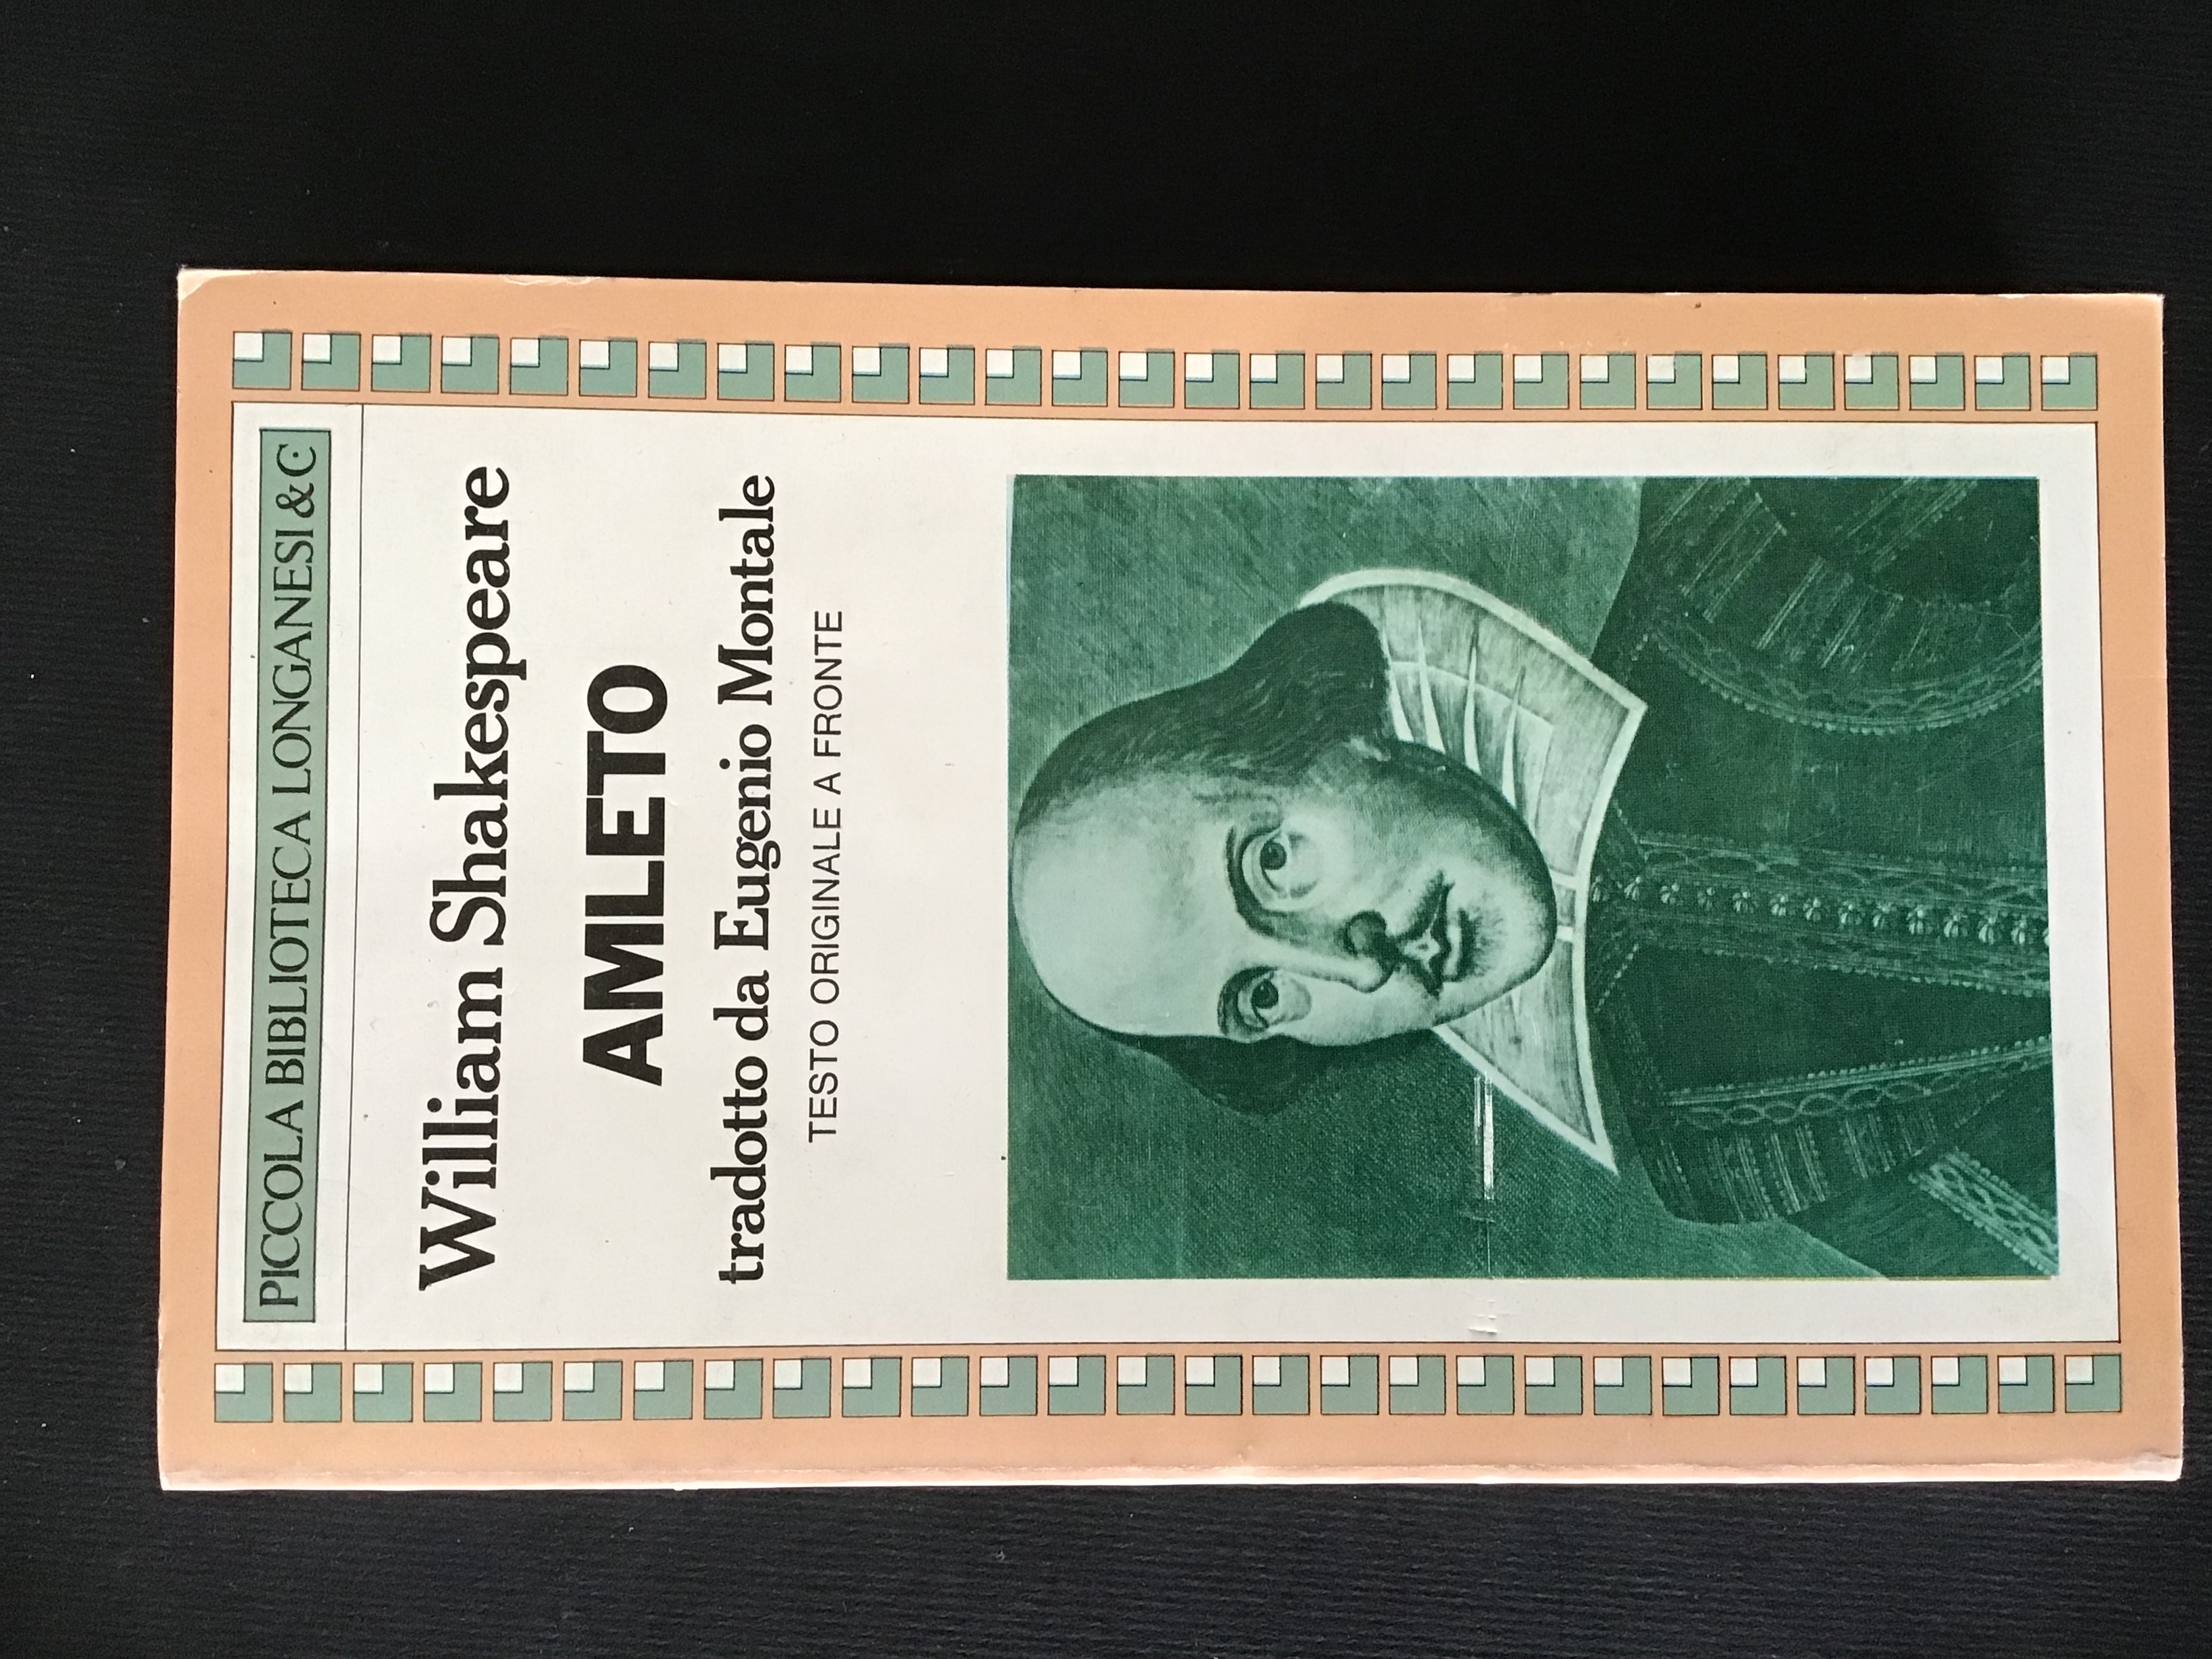 PICCOLA BIBLIOTECA LONGANESI & C.
William Shakespeare
AMLETO
tradotto da Eugenio Montale
TESTO ORIGINALE A FRONTE